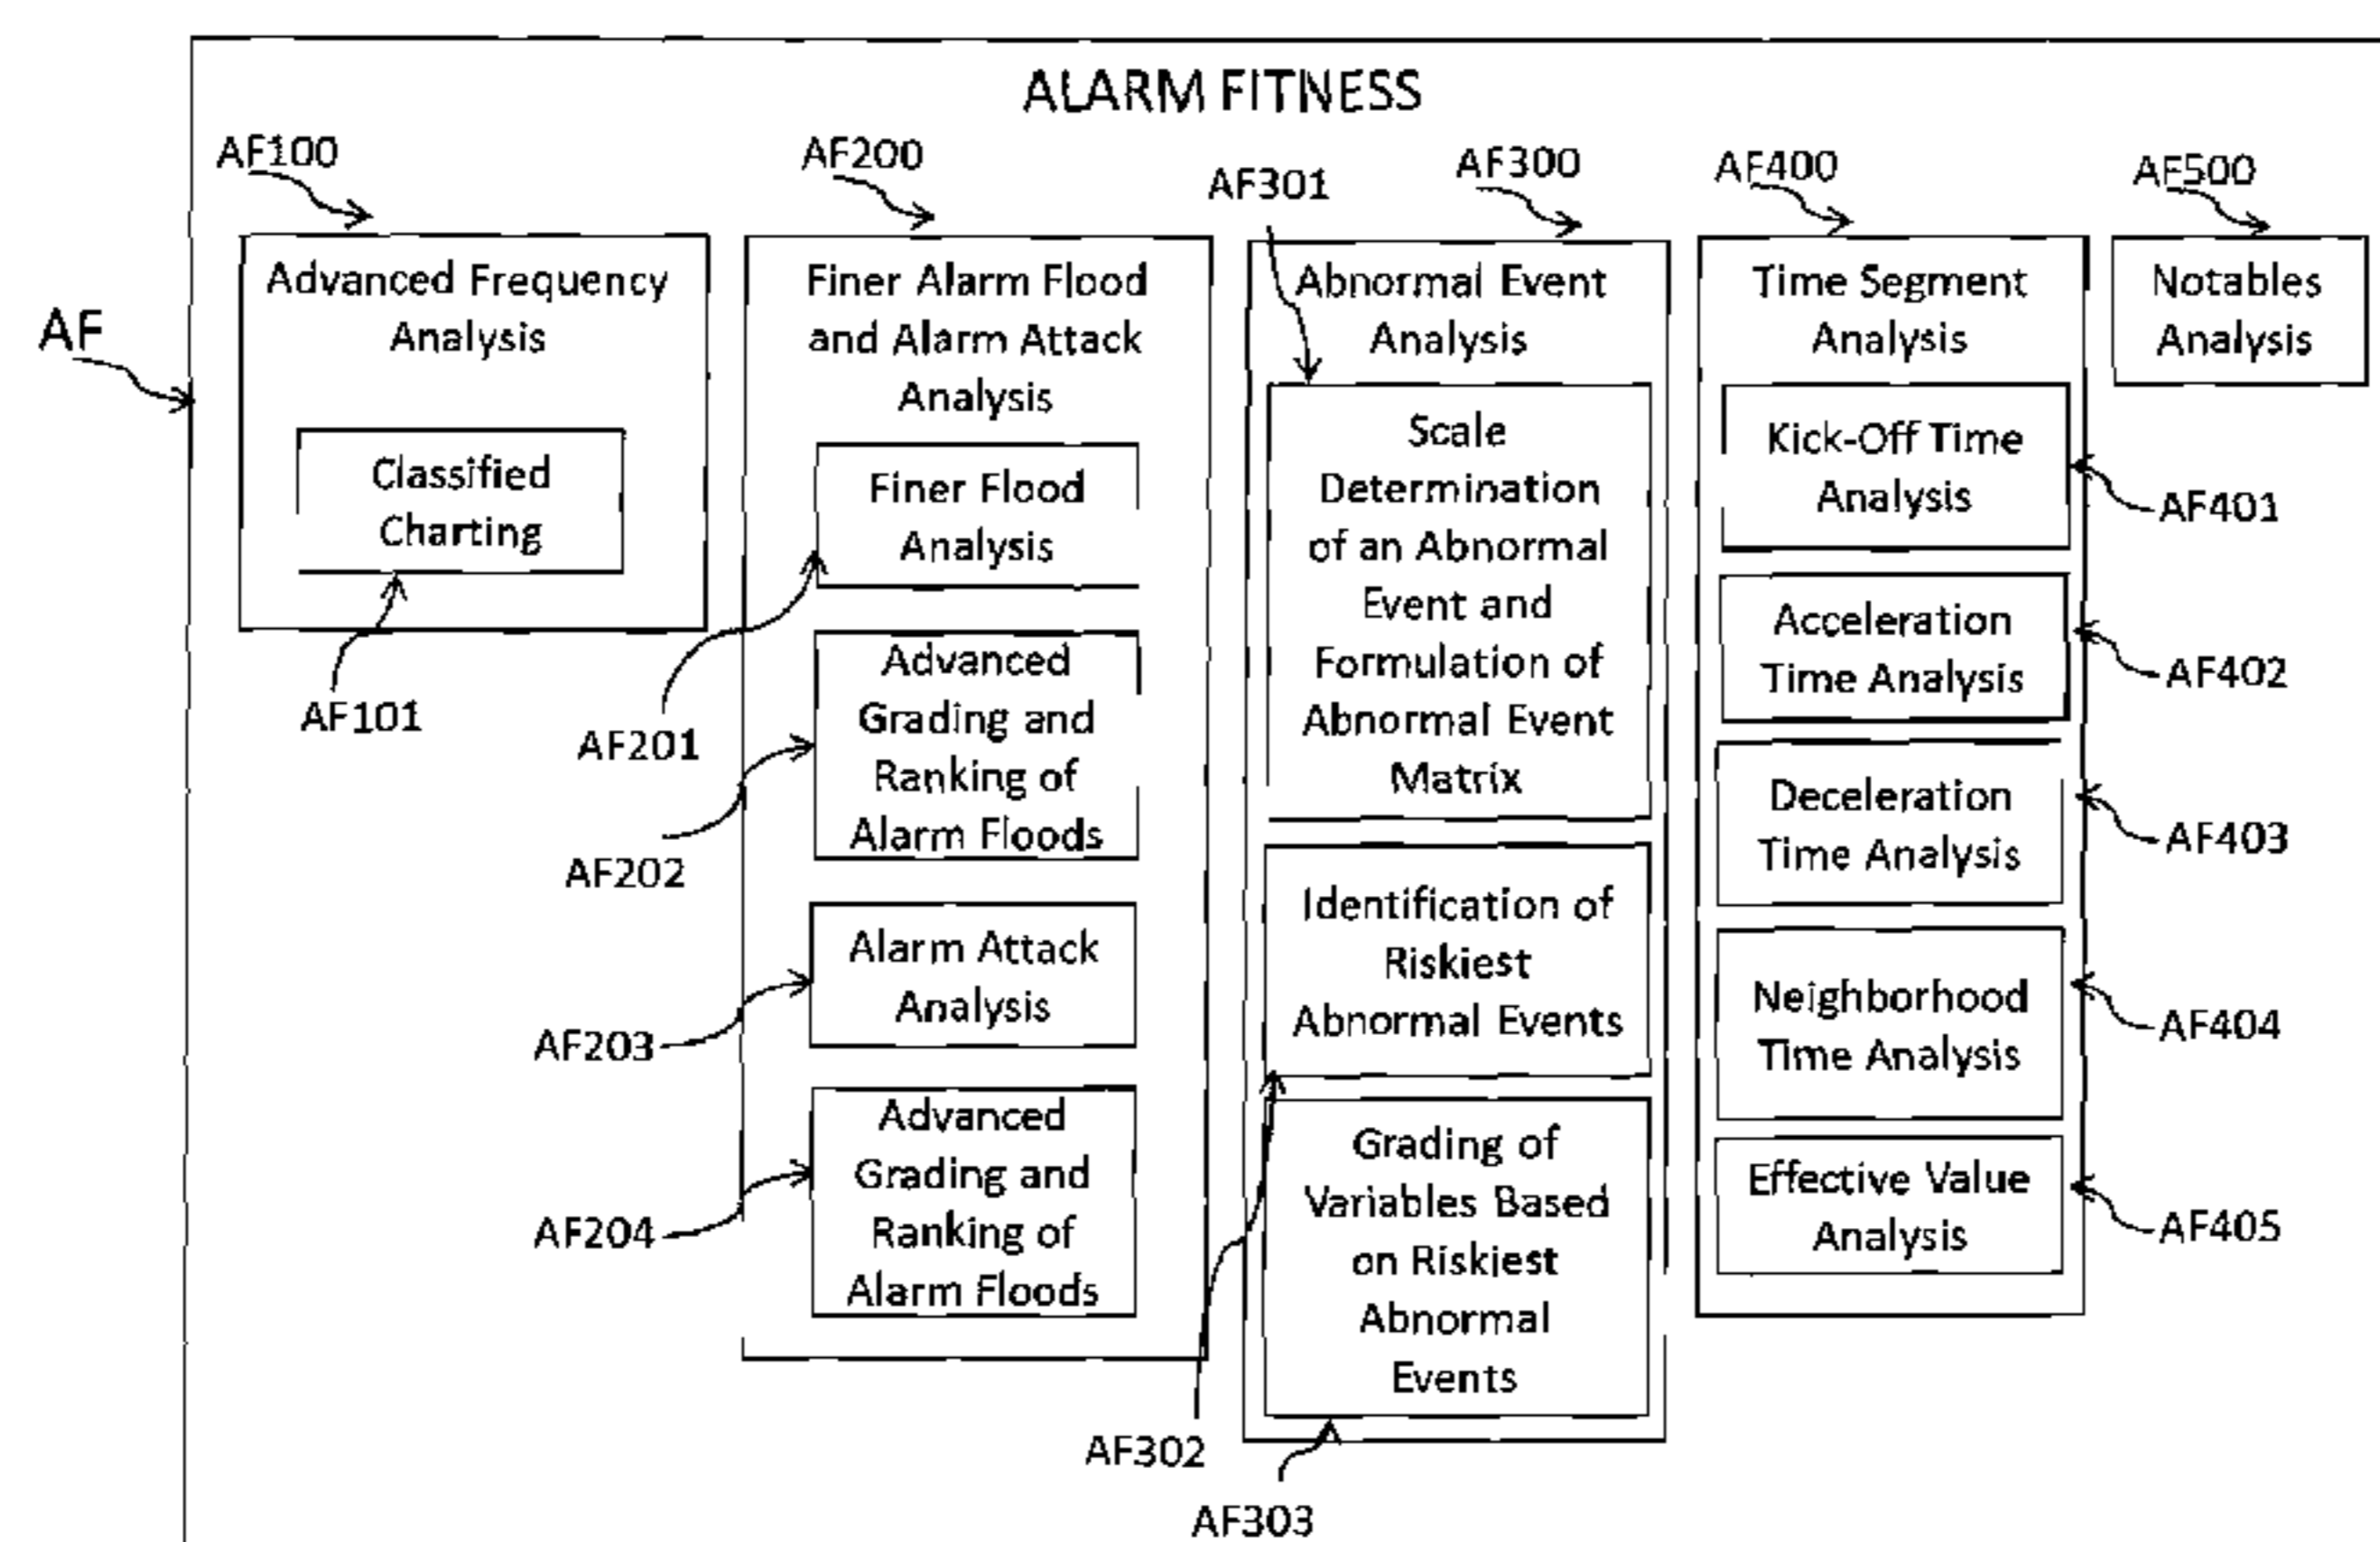 ALARM FITNESS
AF
AF100
Advanced Frequency
Analysis
Classified
Charting
AF101
AF200
Finer Alarm Flood
and Alarm Attack
Analysis
Finer Flood
Analysis
AF201
Advanced
Grading and
Ranking of
Alarm Floods
AF202
Alarm Attack
Analysis
AF203
Advanced
Grading and
Ranking of
Alarm Floods
AF204
AF300
Abnormal Event
Analysis
AF301
Scale
Determination
of an Abnormal
Event and
Formulation of
Abnormal Event
Matrix
Identification of
Riskiest
Abnormal Events
AF302
Grading of
Variables Based
on Riskiest
Abnormal
Events
AF303
AF400
Time Segment
Analysis
Kick-Off Time
Analysis
AF401
Acceleration
Time Analysis
AF402
Deceleration
Time Analysis
AF403
Neighborhood
Time Analysis
AF404
Effective Value
Analysis
AF405
AF500
Notables
Analysis